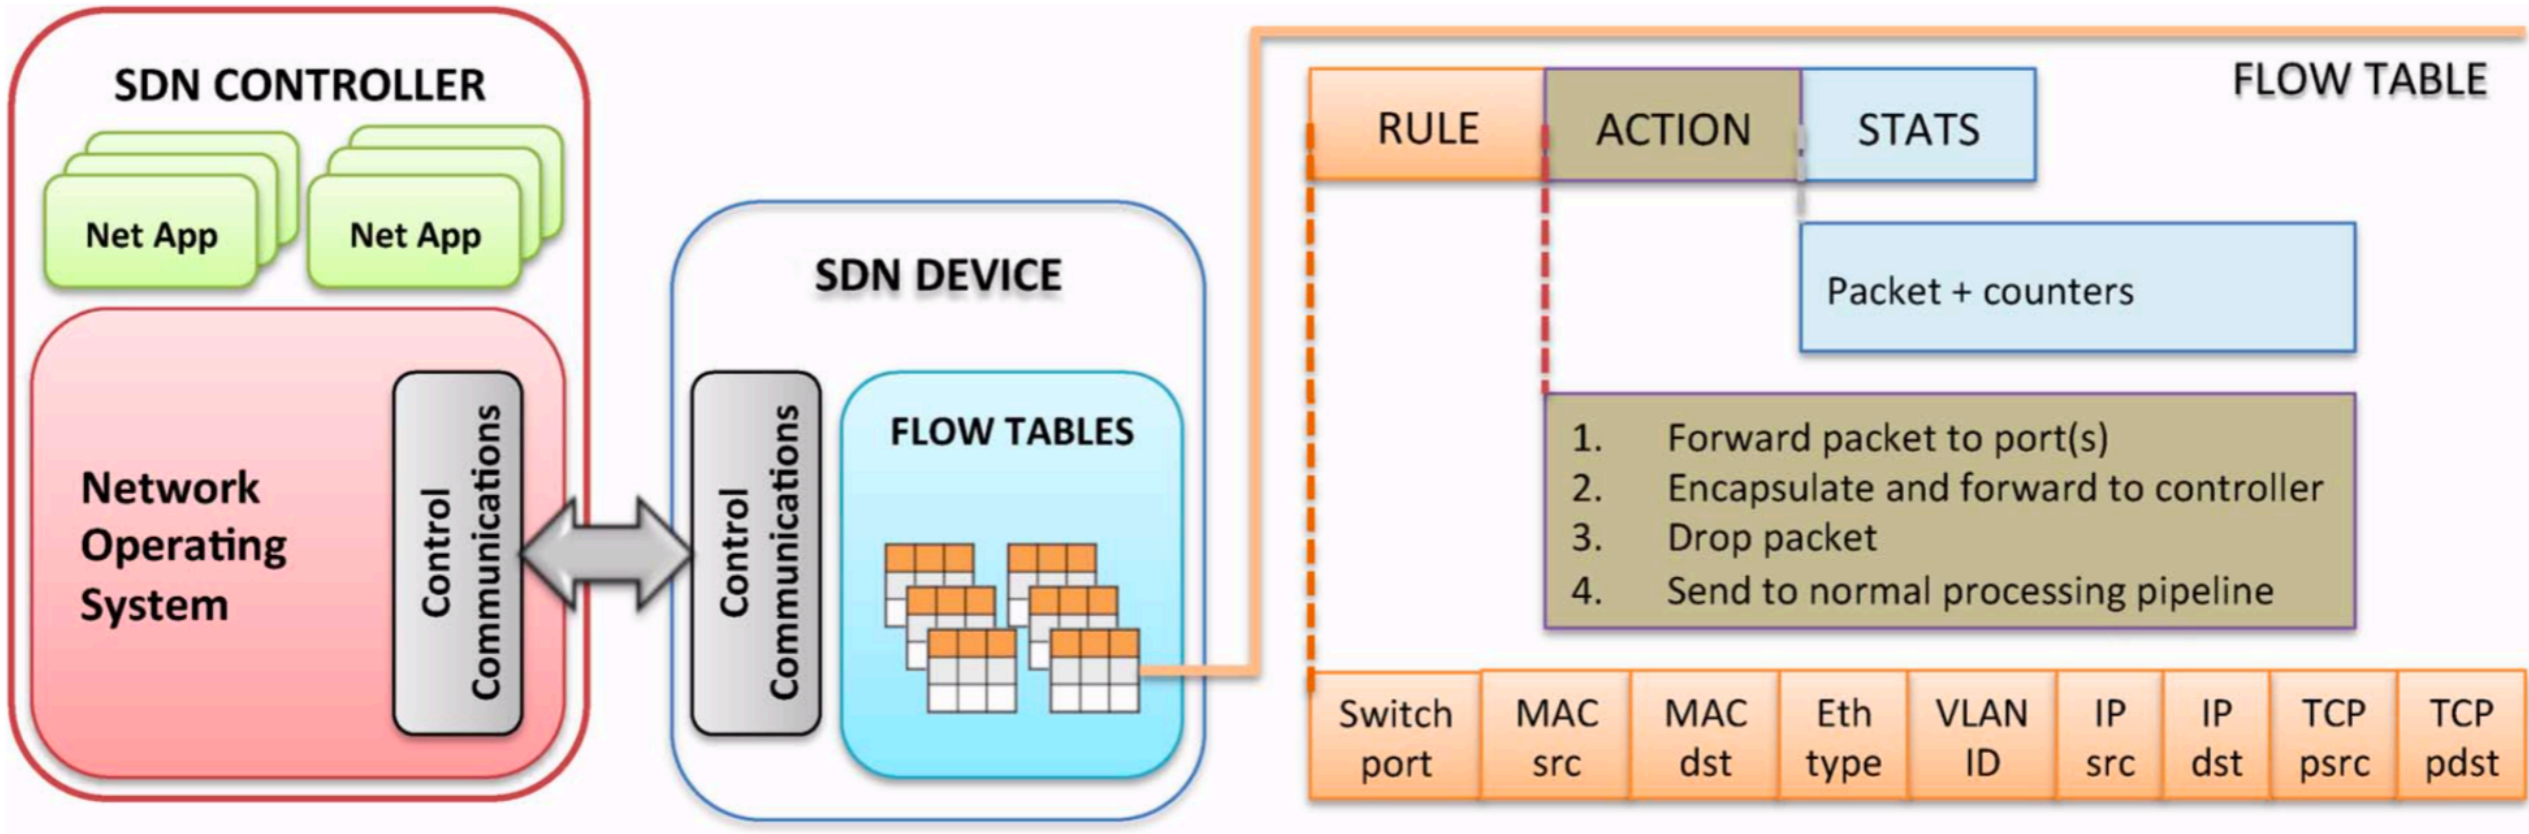 SDN CONTROLLER
Net App
Net App
Network
Operating
System
Control
Communications
SDN DEVICE
Control
Communications
FLOW TABLES
FLOW TABLE
RULE
ACTION
STATS
Packet + counters
1. Forward packet to port(s)
2. Encapsulate and forward to controller
3. Drop packet
4. Send to normal processing pipeline
Switch
port
MAC
src
MAC
dst
Eth
type
VLAN
ID
IP
src
IP
dst
TCP
psrc
TCP
pdst